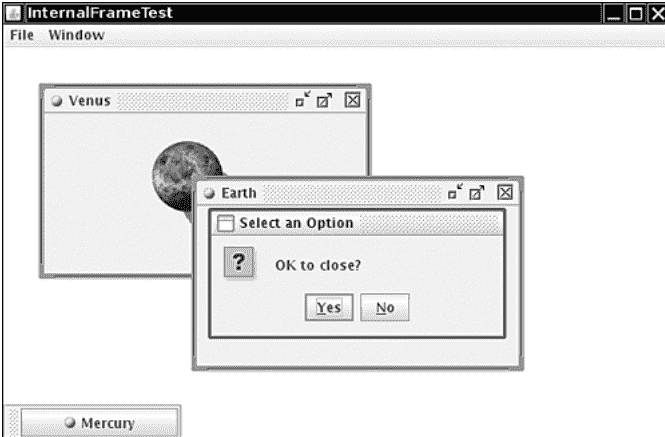 InternalFrameTest
File Window
Venus
Earth
Select an Option
?
OK to close?
Yes No
Mercury